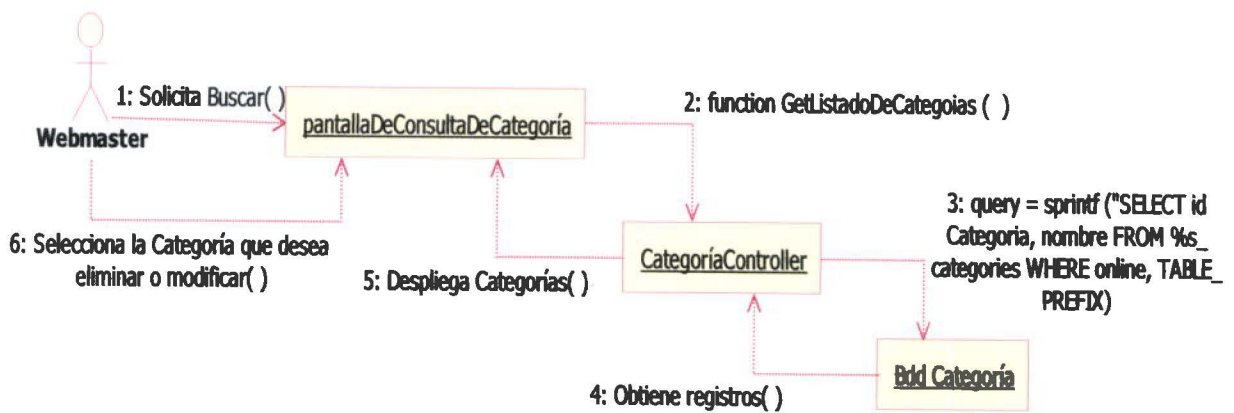 1: Solicita Buscar( )
Webmaster
pantallaDeConsultaDeCategoría
2: function GetListadoDeCategoias ( )
6: Selecciona la Categoría que desea
eliminar o modificar( )
5: Despliega Categorías( )
CategoríaController
3: query = sprintf ("SELECT id
Categoria, nombre FROM %s_
categories WHERE online, TABLE_
PREFIX)
4: Obtiene registros( )
Bdd Categoría